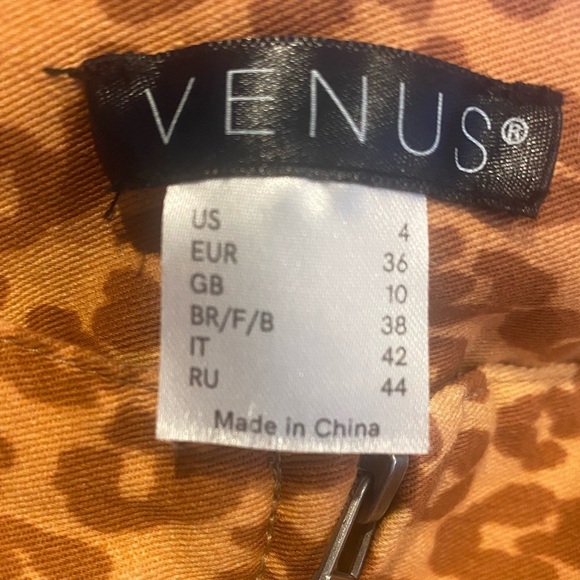 VENUS®
US 4
EUR 36
GB 10
BR/F/B 38
IT 42
RU 44
Made in China